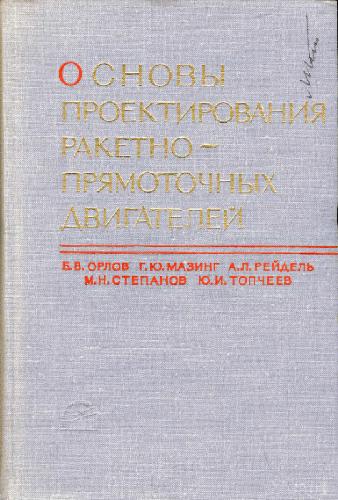 ОСНОВЫ
ПРОЕКТИРОВАНИЯ
РАКЕТНО–
ПРЯМОТОЧНЫХ
ДВИГАТЕЛЕЙ
Б.В. ОРЛОВ Г.Ю. МАЗИНГ А.Л. РЕЙДЕЛЬ
М.Н. СТЕПАНОВ Ю.И. ТОПЧЕЕВ